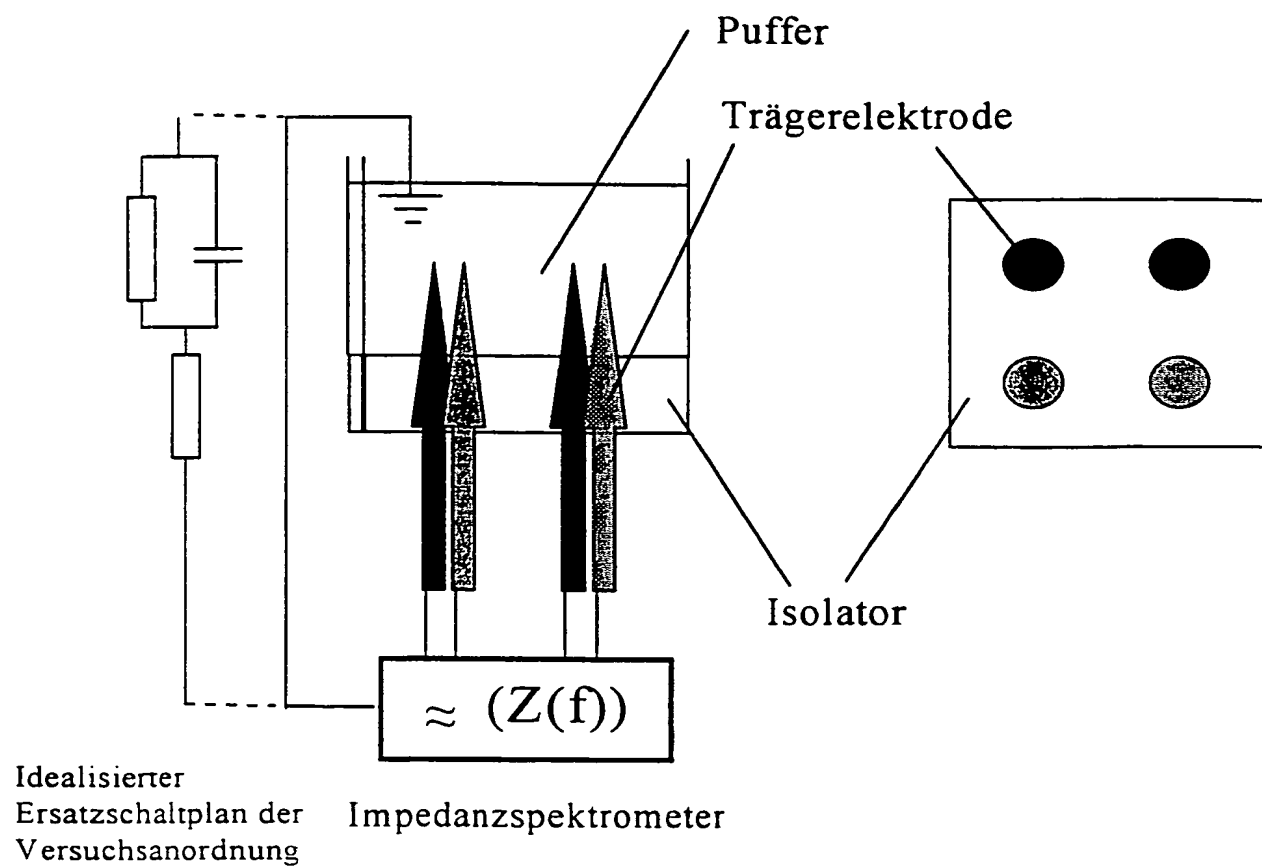 Puffer
Trägerelektrode
Isolator
≈ (Z(f))
Idealisierter
Ersatzschaltplan der
Versuchsanordnung
Impedanzspektrometer